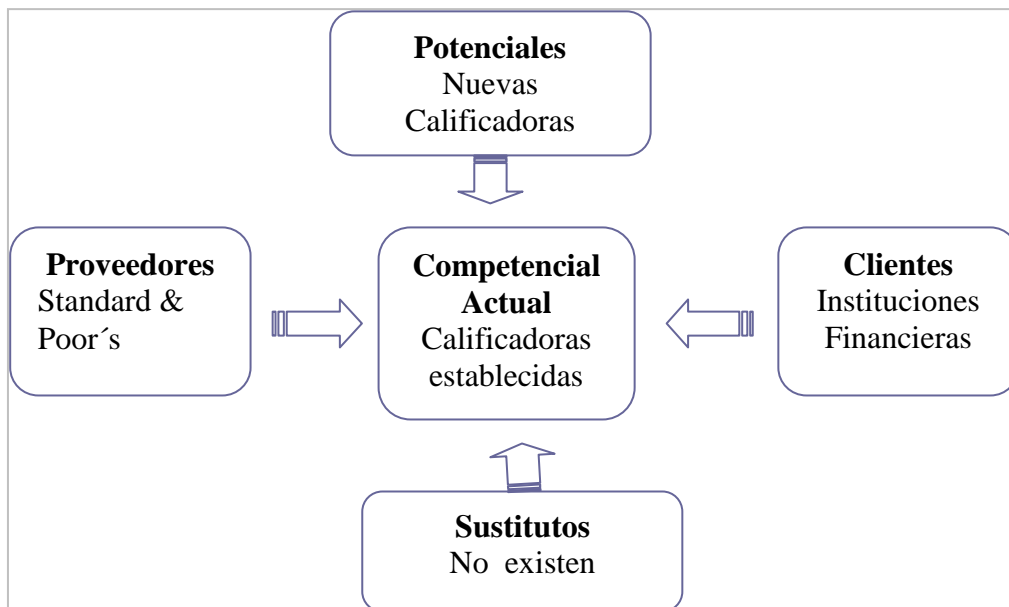 Potenciales
Nuevas
Calificadoras
Proveedores
Standard &
Poor´s
Competencial
Actual
Calificadoras
establecidas
Clientes
Instituciones
Financieras
Sustitutos
No existen